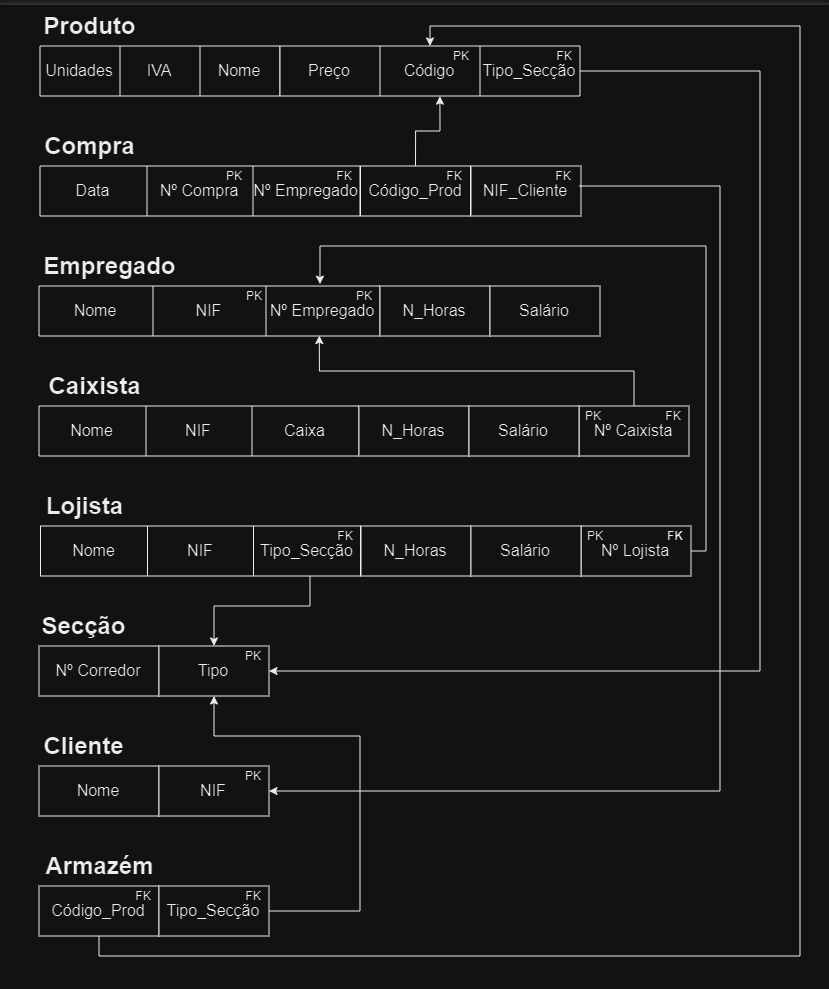 Produto
PK FK
Unidades IVA Nome Preço Código Tipo_Secção
Compra
PK FK FK FK
Data Nº Compra Nº Empregado Código_Prod NIF_Cliente
Empregado
PK PK
Nome NIF Nº Empregado N_Horas Salário
Caixista
PK FK
Nome NIF Caixa N_Horas Salário Nº Caixista
Lojista
FK PK FK
Nome NIF Tipo_Secção N_Horas Salário Nº Lojista
Secção
PK
Nº Corredor Tipo
Cliente
PK
Nome NIF
Armazém
FK FK
Código_Prod Tipo_Secção